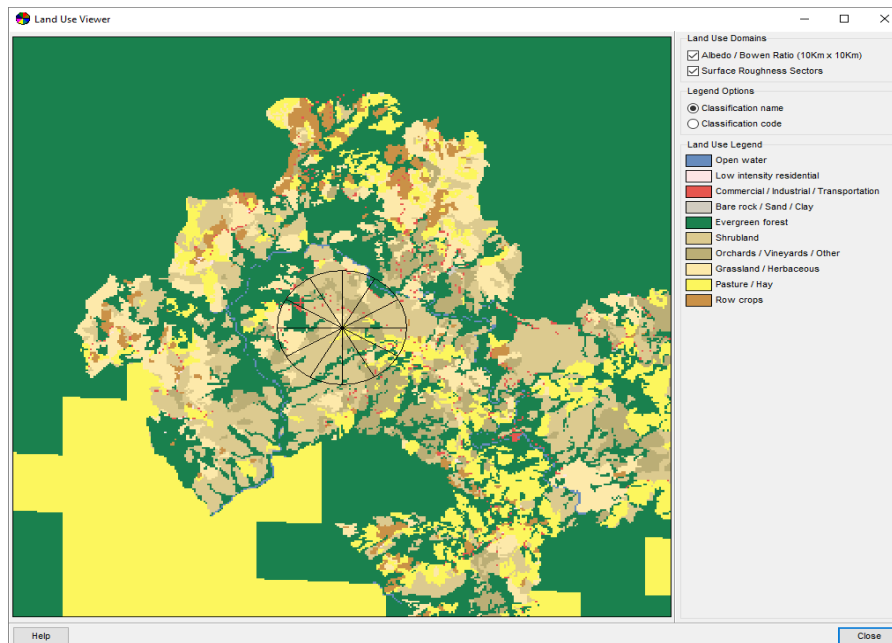 Land Use Viewer
Land Use Domains
Albedo / Bowen Ratio (10Km x 10Km)
Surface Roughness Sectors
Legend Options
Classification name
Classification code
Land Use Legend
Open water
Low intensity residential
Commercial / Industrial / Transportation
Bare rock / Sand / Clay
Evergreen forest
Shrubland
Orchards / Vineyards / Other
Grassland / Herbaceous
Pasture / Hay
Row crops
Help
Close